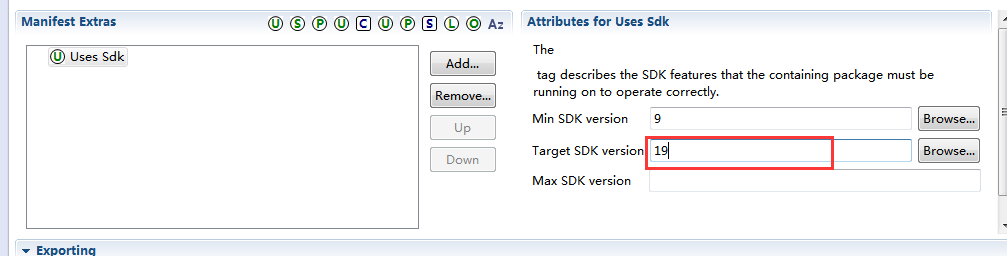 Manifest Extras
U S P U C U P S L O Az
U Uses Sdk
Add...
Remove...
Up
Down
Attributes for Uses Sdk
The
tag describes the SDK features that the containing package must be
running on to operate correctly.
Min SDK version 9 Browse...
Target SDK version 19 Browse...
Max SDK version
Exporting